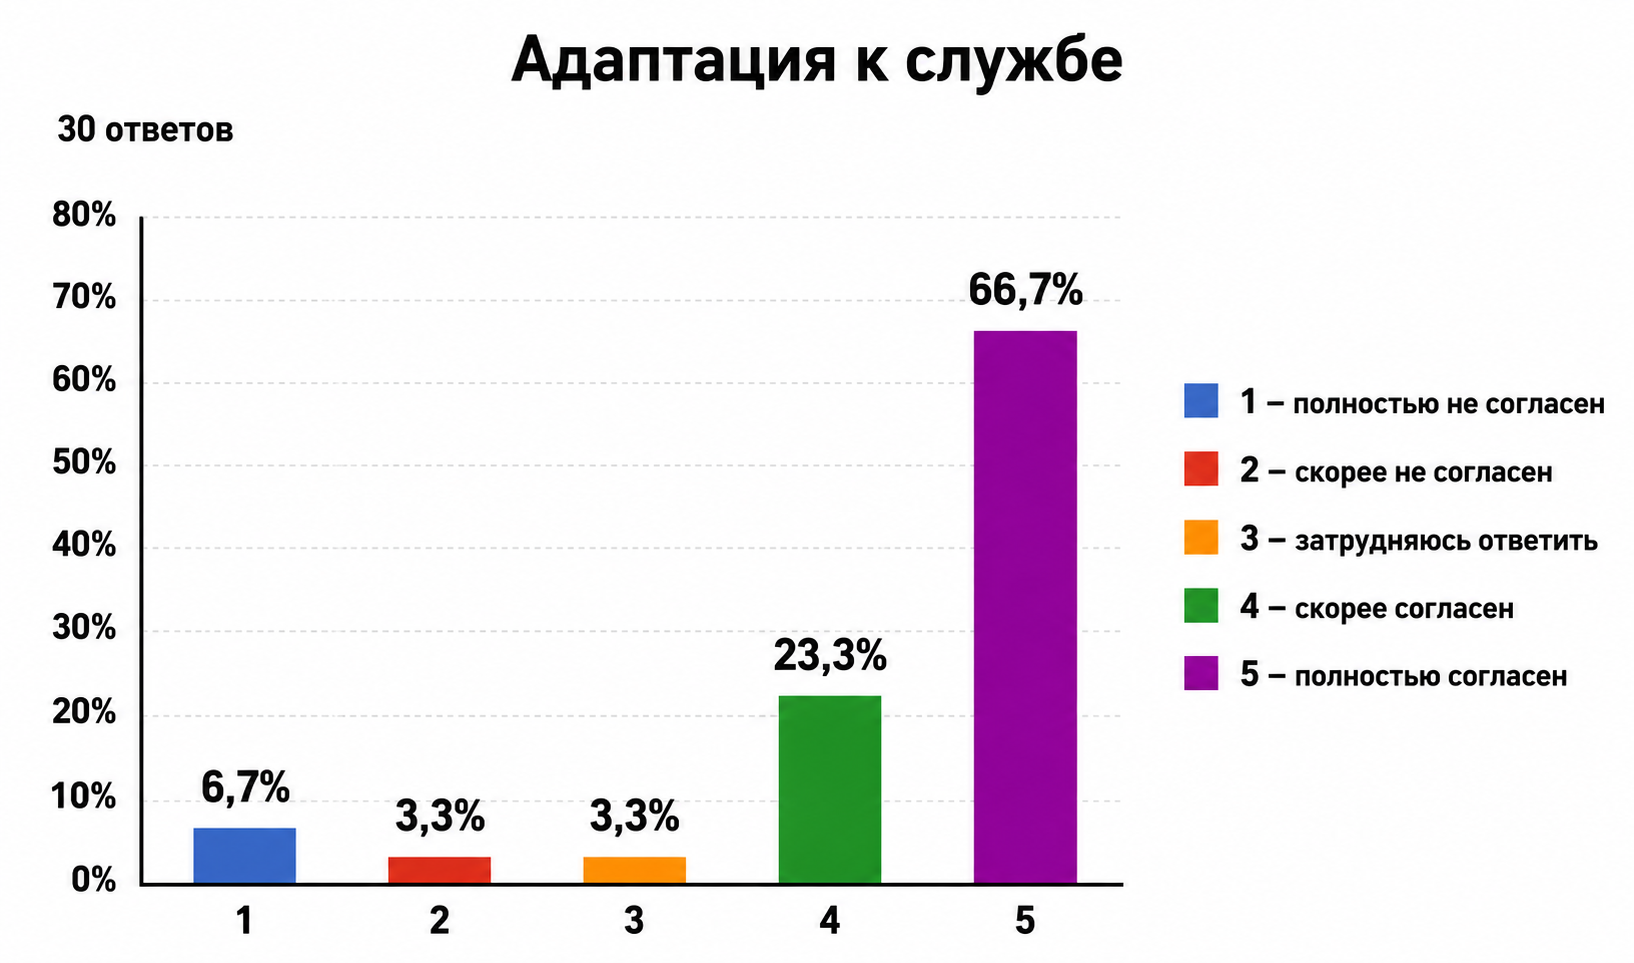 Адаптация к службе
30 ответов
80%
70%
60%
50%
40%
30%
20%
10%
0%
6,7%
3,3%
3,3%
23,3%
66,7%
1
2
3
4
5
1 – полностью не согласен
2 – скорее не согласен
3 – затрудняюсь ответить
4 – скорее согласен
5 – полностью согласен